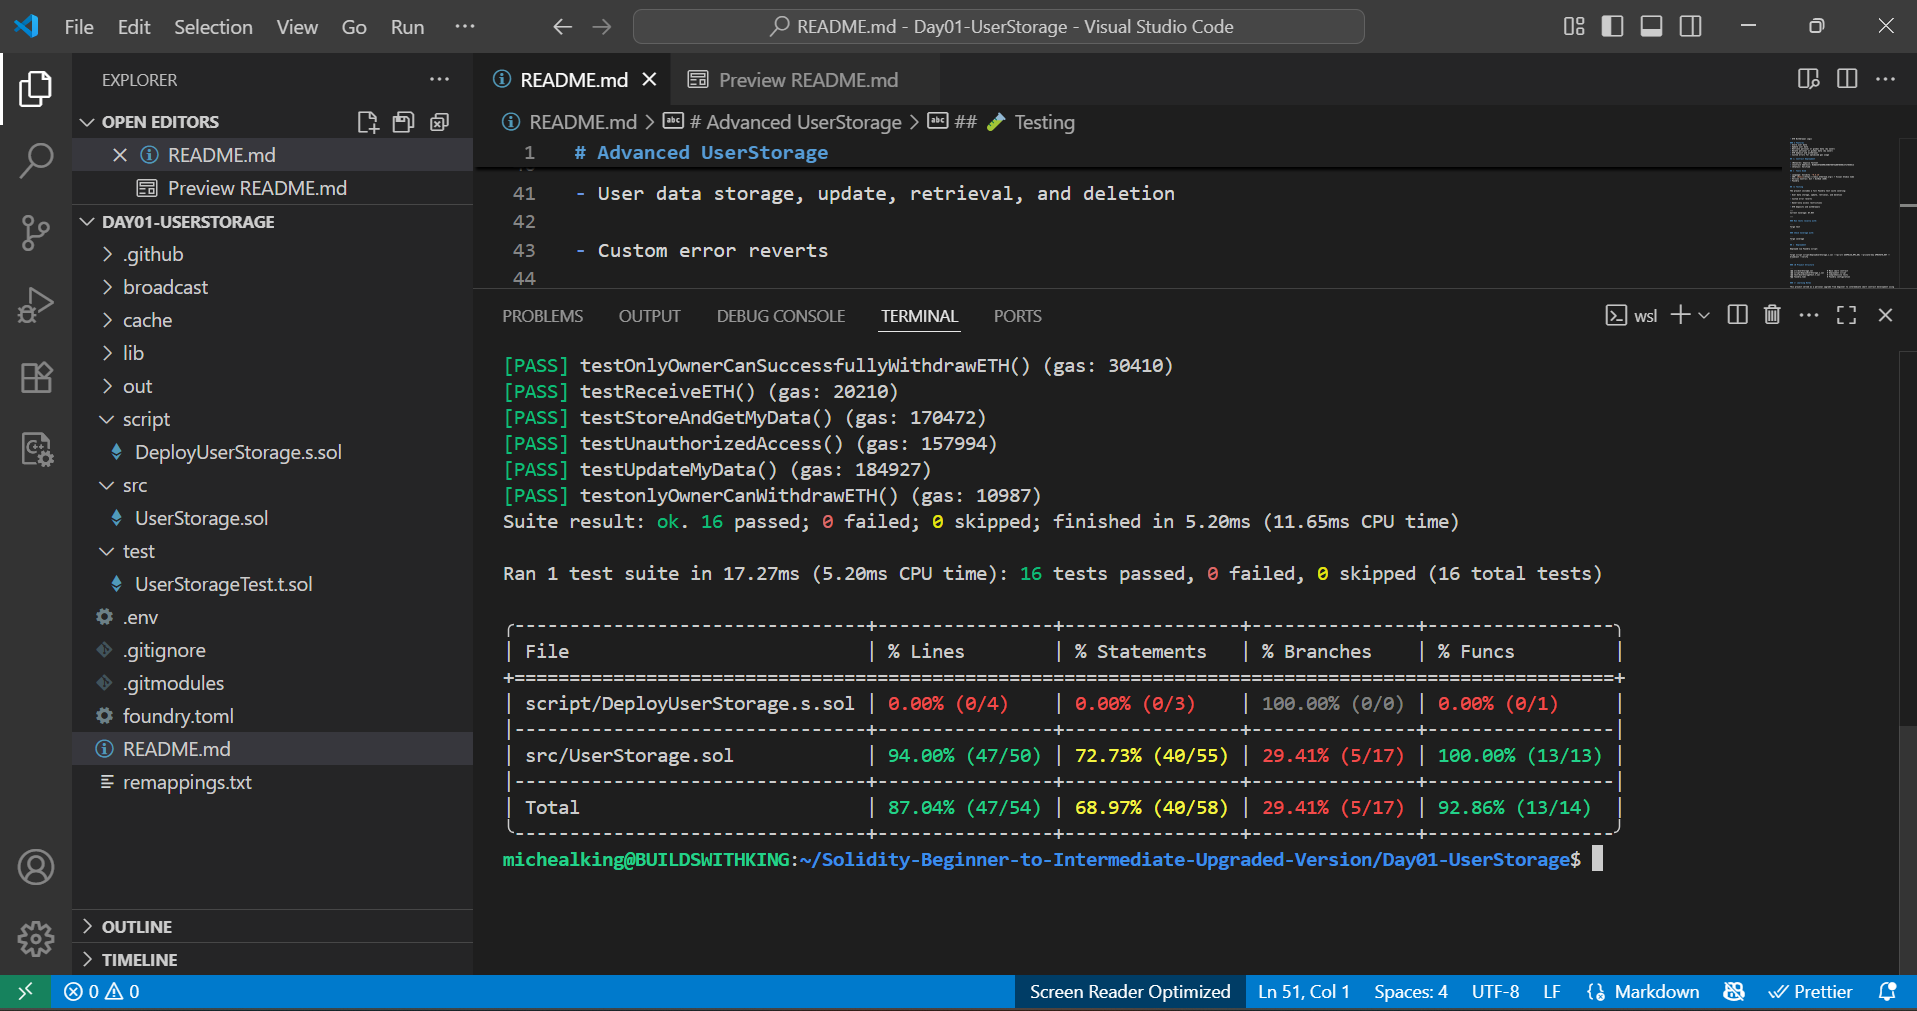 File Edit Selection View Go Run ··· README.md - Day01-UserStorage - Visual Studio Code
EXPLORER
OPEN EDITORS
README.md
Preview README.md
DAY01-USERSTORAGE
.github
broadcast
cache
lib
out
script
DeployUserStorage.s.sol
src
UserStorage.sol
test
UserStorageTest.t.sol
.env
.gitignore
.gitmodules
foundry.toml
README.md
remappings.txt
OUTLINE
TIMELINE
README.md Preview README.md
README.md > # Advanced UserStorage > ## Testing
1 # Advanced UserStorage
41 - User data storage, update, retrieval, and deletion
42
43 - Custom error reverts
44
PROBLEMS OUTPUT DEBUG CONSOLE TERMINAL PORTS wsl
[PASS] testOnlyOwnerCanSuccessfullyWithdrawETH() (gas: 30410)
[PASS] testReceiveETH() (gas: 20210)
[PASS] testStoreAndGetMyData() (gas: 170472)
[PASS] testUnauthorizedAccess() (gas: 157994)
[PASS] testUpdateMyData() (gas: 184927)
[PASS] testonlyOwnerCanWithdrawETH() (gas: 10987)
Suite result: ok. 16 passed; 0 failed; 0 skipped; finished in 5.20ms (11.65ms CPU time)
Ran 1 test suite in 17.27ms (5.20ms CPU time): 16 tests passed, 0 failed, 0 skipped (16 total tests)
| File | % Lines | % Statements | % Branches | % Funcs |
| script/DeployUserStorage.s.sol | 0.00% (0/4) | 0.00% (0/3) | 100.00% (0/0) | 0.00% (0/1) |
| src/UserStorage.sol | 94.00% (47/50) | 72.73% (40/55) | 29.41% (5/17) | 100.00% (13/13) |
| Total | 87.04% (47/54) | 68.97% (40/58) | 29.41% (5/17) | 92.86% (13/14) |
michealking@BUILDSWITHKING:~/Solidity-Beginner-to-Intermediate-Upgraded-Version/Day01-UserStorage$
0 0 Screen Reader Optimized Ln 51, Col 1 Spaces: 4 UTF-8 LF Markdown Prettier